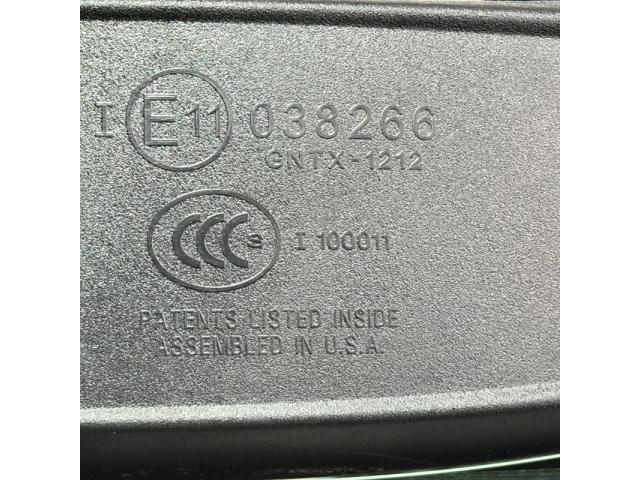 I E11 038266
GNTX-1212
CCC S I 100011
PATENTS LISTED INSIDE
ASSEMBLED IN U.S.A.